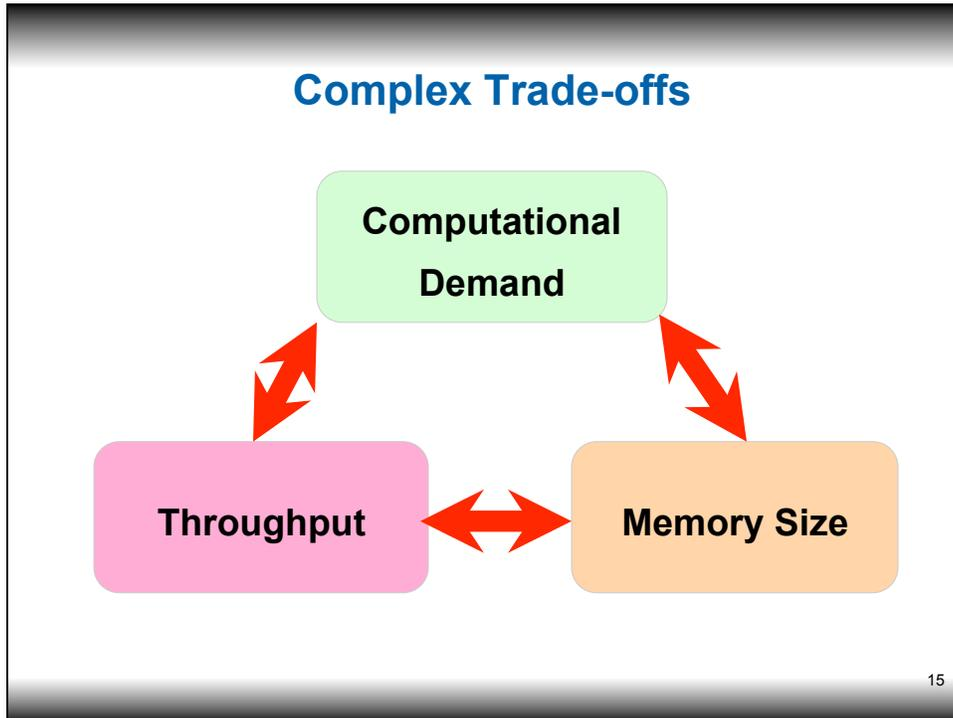 Complex Trade-offs
Computational
Demand
Throughput
Memory Size
15